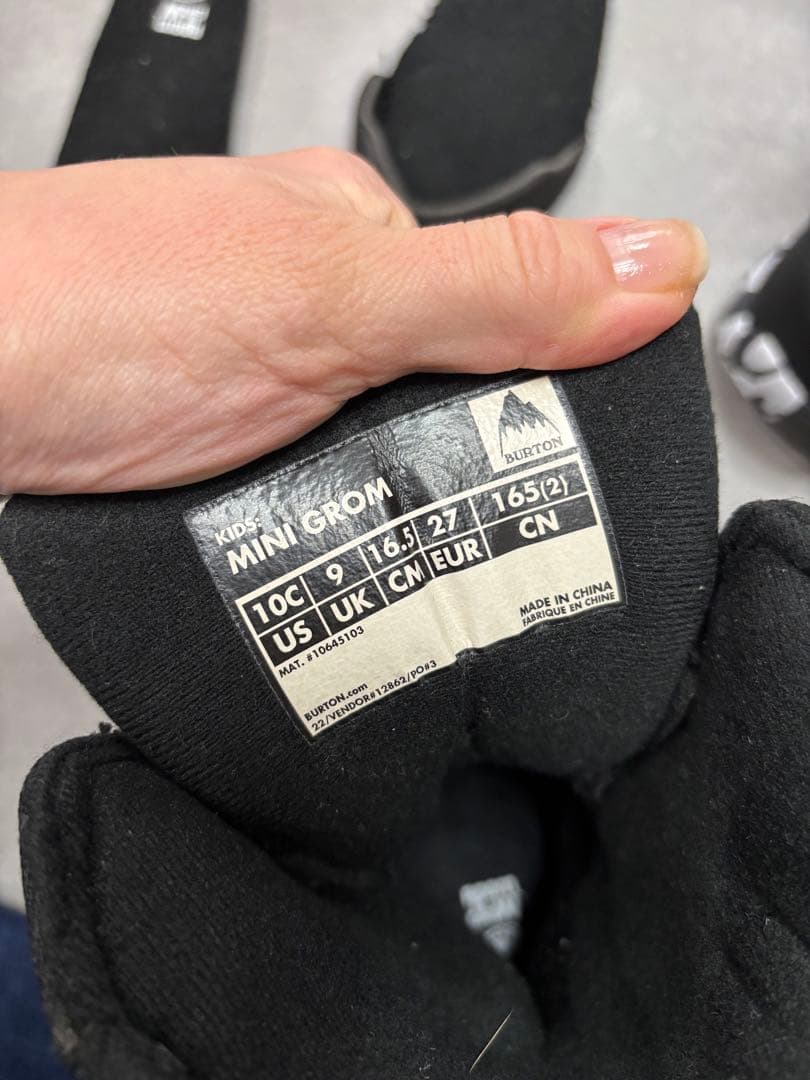 BURTON
KIDS:
MINI GROM
10C 9 16.5 27 165(2)
US UK CM EUR CN
MAT. #10645103
MADE IN CHINA
FABRIQUE EN CHINE
BURTON.com
22/VENDOR#12862/PO#3